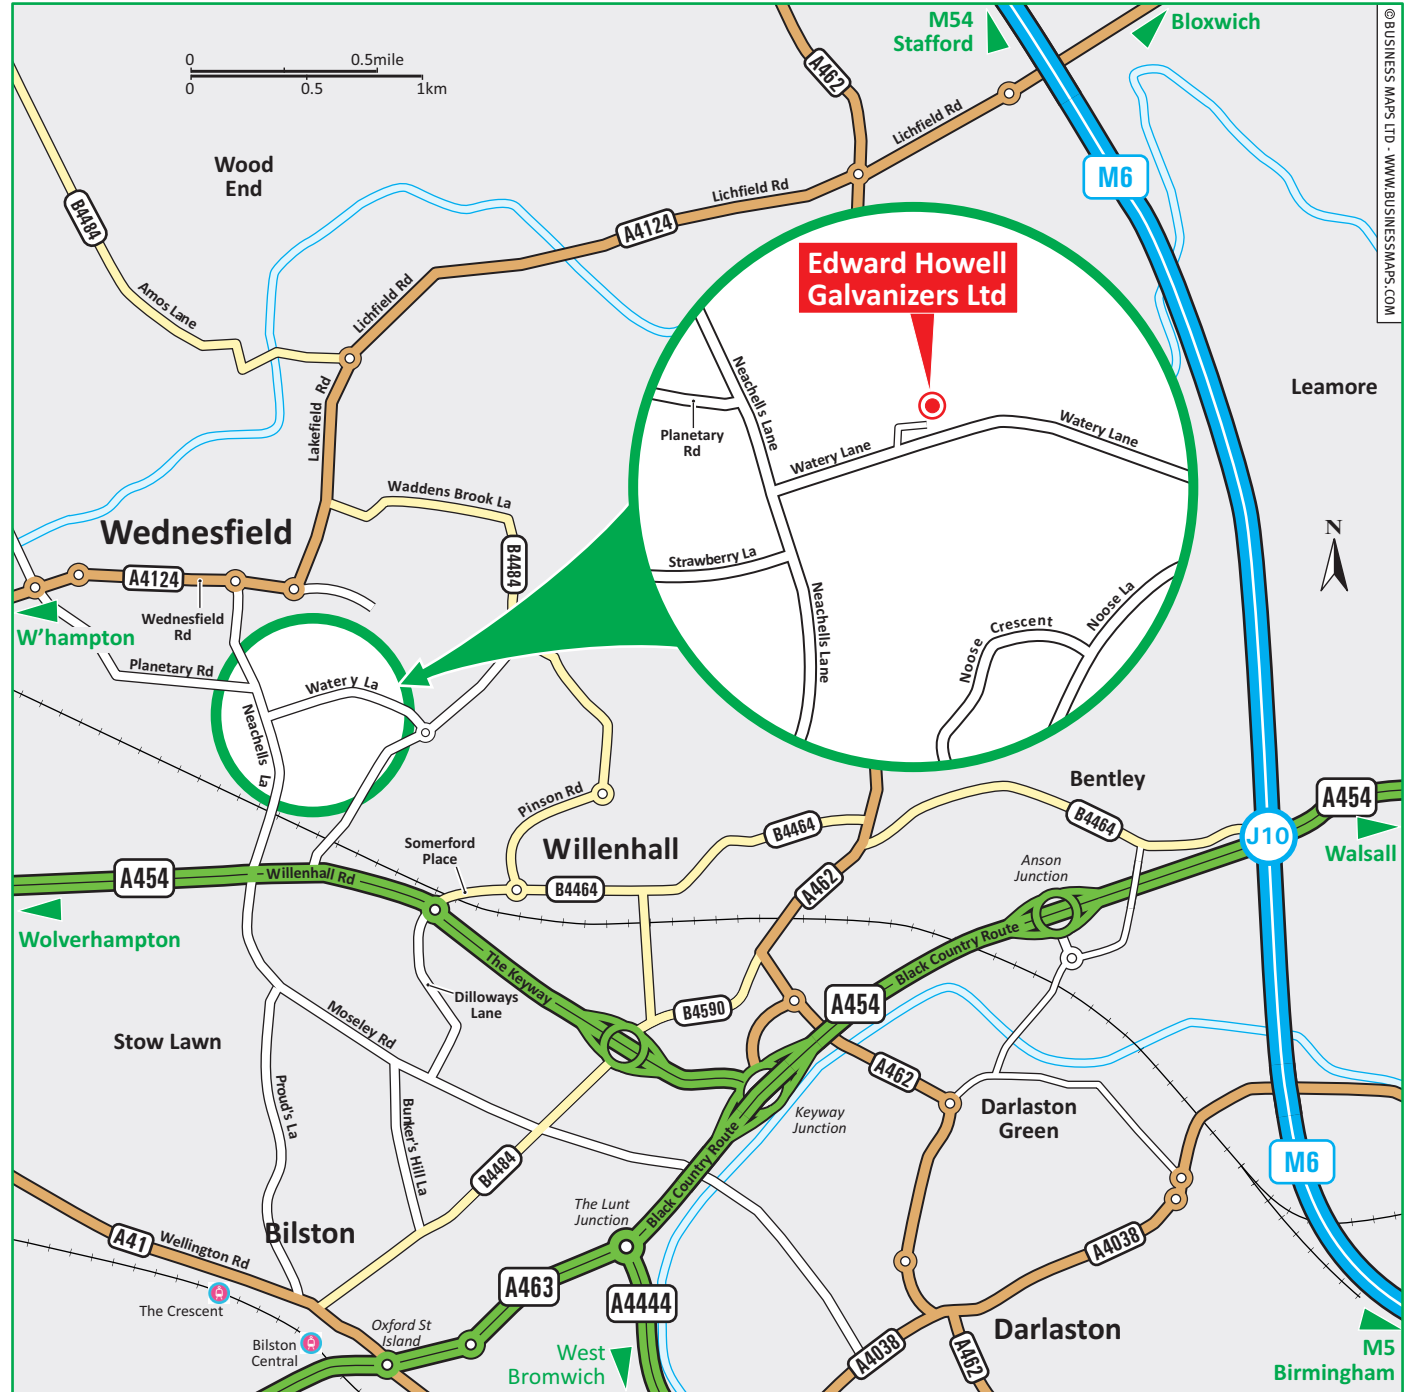 M54
Stafford
Bloxwich
© BUSINESS MAPS LTD - WWW.BUSINESSMAPS.COM
0
0.5mile
0
0.5
1km
A462
Lichfield Rd
Wood
End
M6
Lichfield Rd
B4484
A4124
Edward Howell
Galvanizers Ltd
Amos Lane
Lichfield Rd
Neachells Lane
Leamore
Lakefield Rd
Planetary
Rd
Watery Lane
Watery Lane
Waddens Brook La
Wednesfield
B4484
N
Strawberry La
A4124
Wednesfield
Rd
W'hampton
Neachells Lane
Noose Crescent
Noose La
Planetary Rd
Watery La
Neachells La
Bentley
Pinson Rd
A454
B4464
B4464
J10
Walsall
Somerford
Place
Willenhall
Anson
Junction
A454
Willenhall Rd
B4464
A462
Wolverhampton
Black Country Route
The Keyway
Dilloways
Lane
B4590
A454
Moseley Rd
Stow Lawn
A462
Proud's La
Bunker's Hill La
Keyway
Junction
Darlaston
Green
Black Country Route
B4484
M6
The Lunt
Junction
Bilston
A41
Wellington Rd
A4038
A463
A4444
The Crescent
Oxford St
Island
Darlaston
Bilston
Central
West
Bromwich
A4038
A462
M5
Birmingham